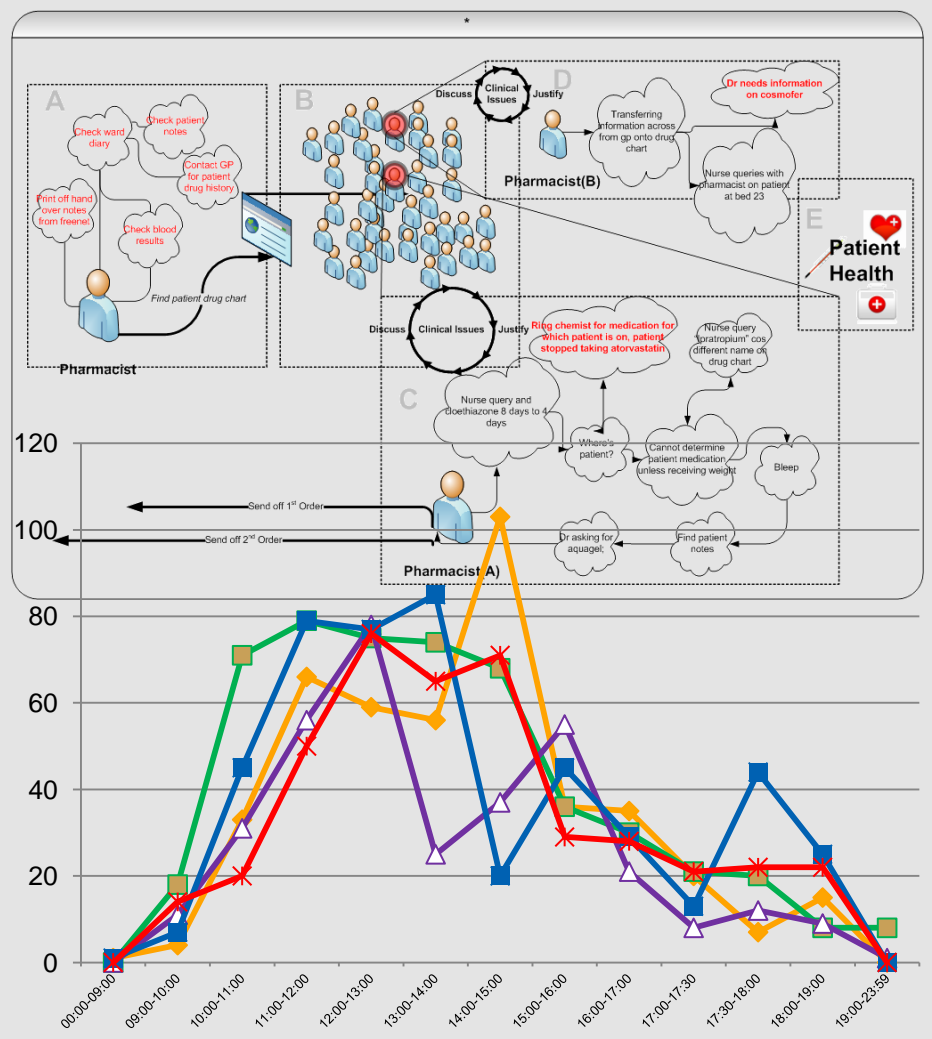 *
A
Check ward
diary
Check patient
notes
Contact GP
for patient
drug history
Print off hand
over notes
from freenet
Check blood
results
Find patient drug chart
Pharmacist
B
Discuss
Clinical
Issues
Justify
D
Transferring
information across
from gp onto drug
chart
Dr needs information
on cosmofer
Nurse queries with
pharmacist on patient
at bed 23
Pharmacist(B)
E
Patient
Health
Discuss
Clinical Issues
Justify
C
Ring chemist for medication for
which patient is on, patient
stopped taking atorvastatin
Nurse query
“ipratropium” cos
different name on
drug chart
Nurse query and
cloethiazone 8 days to 4
days
Where's
patient?
Cannot determine
patient medication
unless receiving weight
Bleep
Dr asking for
aquagel;
Find patient
notes
Send off 1st Order
Send off 2nd Order
Pharmacist(A)
120
100
80
60
40
20
0
00:00-09:00
09:00-10:00
10:00-11:00
11:00-12:00
12:00-13:00
13:00-14:00
14:00-15:00
15:00-16:00
16:00-17:00
17:00-17:30
17:30-18:00
18:00-19:00
19:00-23:59